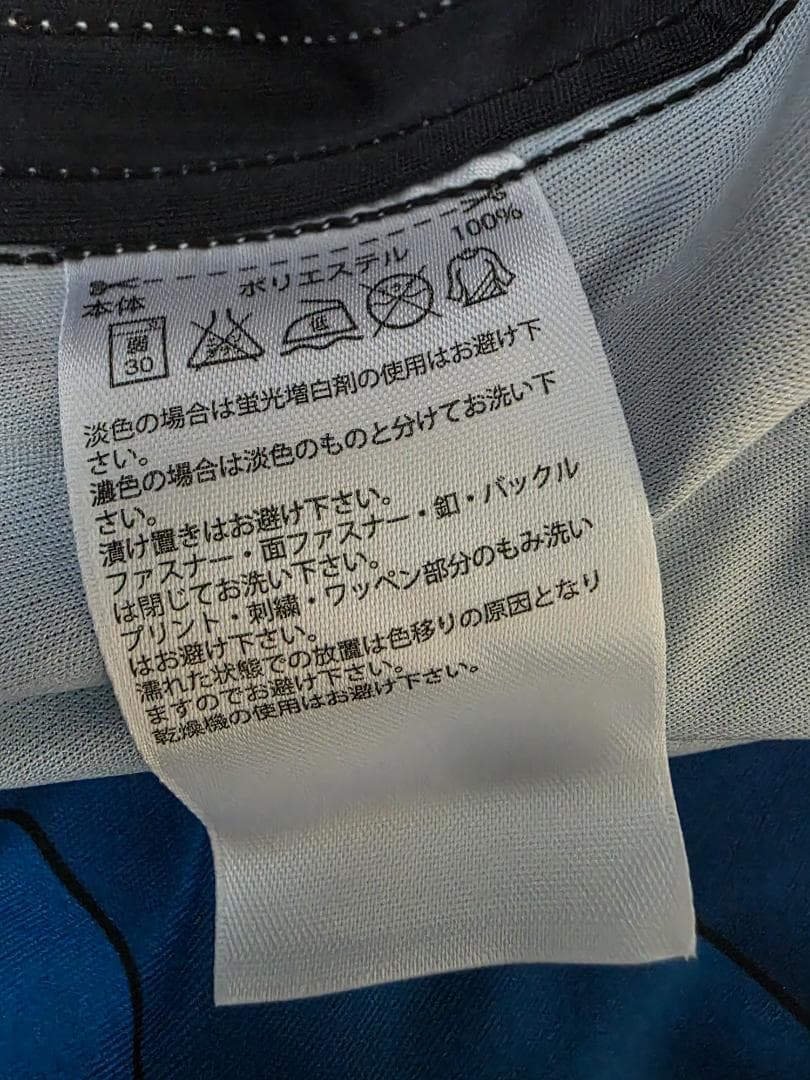 本体 ポリエステル 100%
弱 30 低
淡色の場合は蛍光増白剤の使用はお避け下
さい。
濃色の場合は淡色のものと分けてお洗い下
さい。
漬け置きはお避け下さい。
ファスナー・面ファスナー・釦・バックル
は閉じてお洗い下さい。
プリント・刺繍・ワッペン部分のもみ洗い
はお避け下さい。
濡れた状態での放置は色移りの原因となり
ますのでお避け下さい。
乾燥機の使用はお避け下さい。